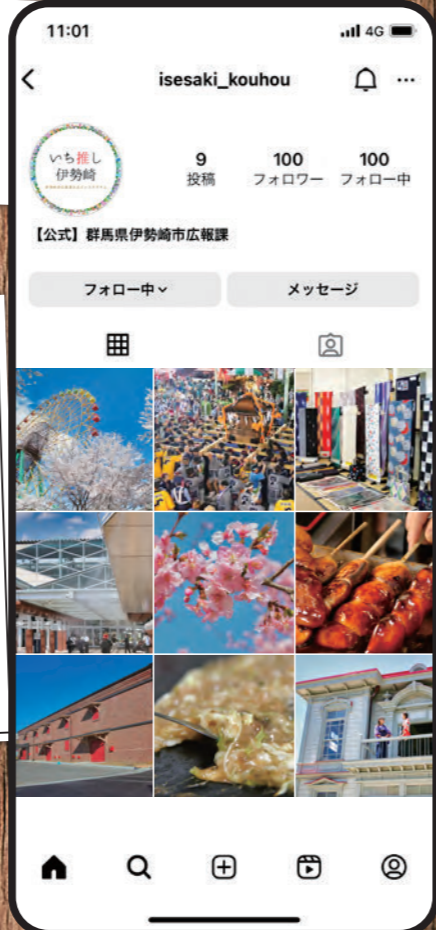 11:01
4G
isesaki_kouhou
いち推し
伊勢崎
9
投稿
100
フォロワー
100
フォロー中
【公式】群馬県伊勢崎市広報課
フォロー中
メッセージ